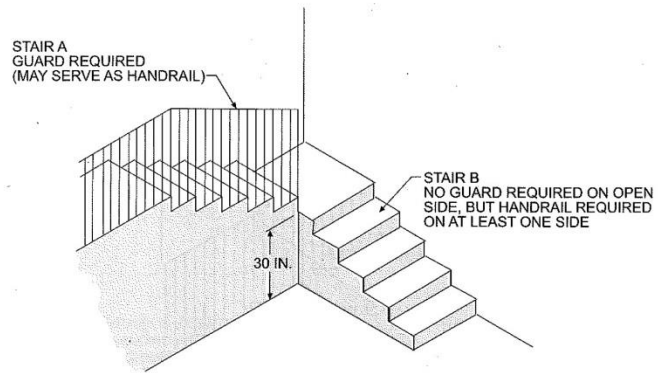 STAIR A
GUARD REQUIRED
(MAY SERVE AS HANDRAIL)
STAIR B
NO GUARD REQUIRED ON OPEN
SIDE, BUT HANDRAIL REQUIRED
ON AT LEAST ONE SIDE
30 IN.